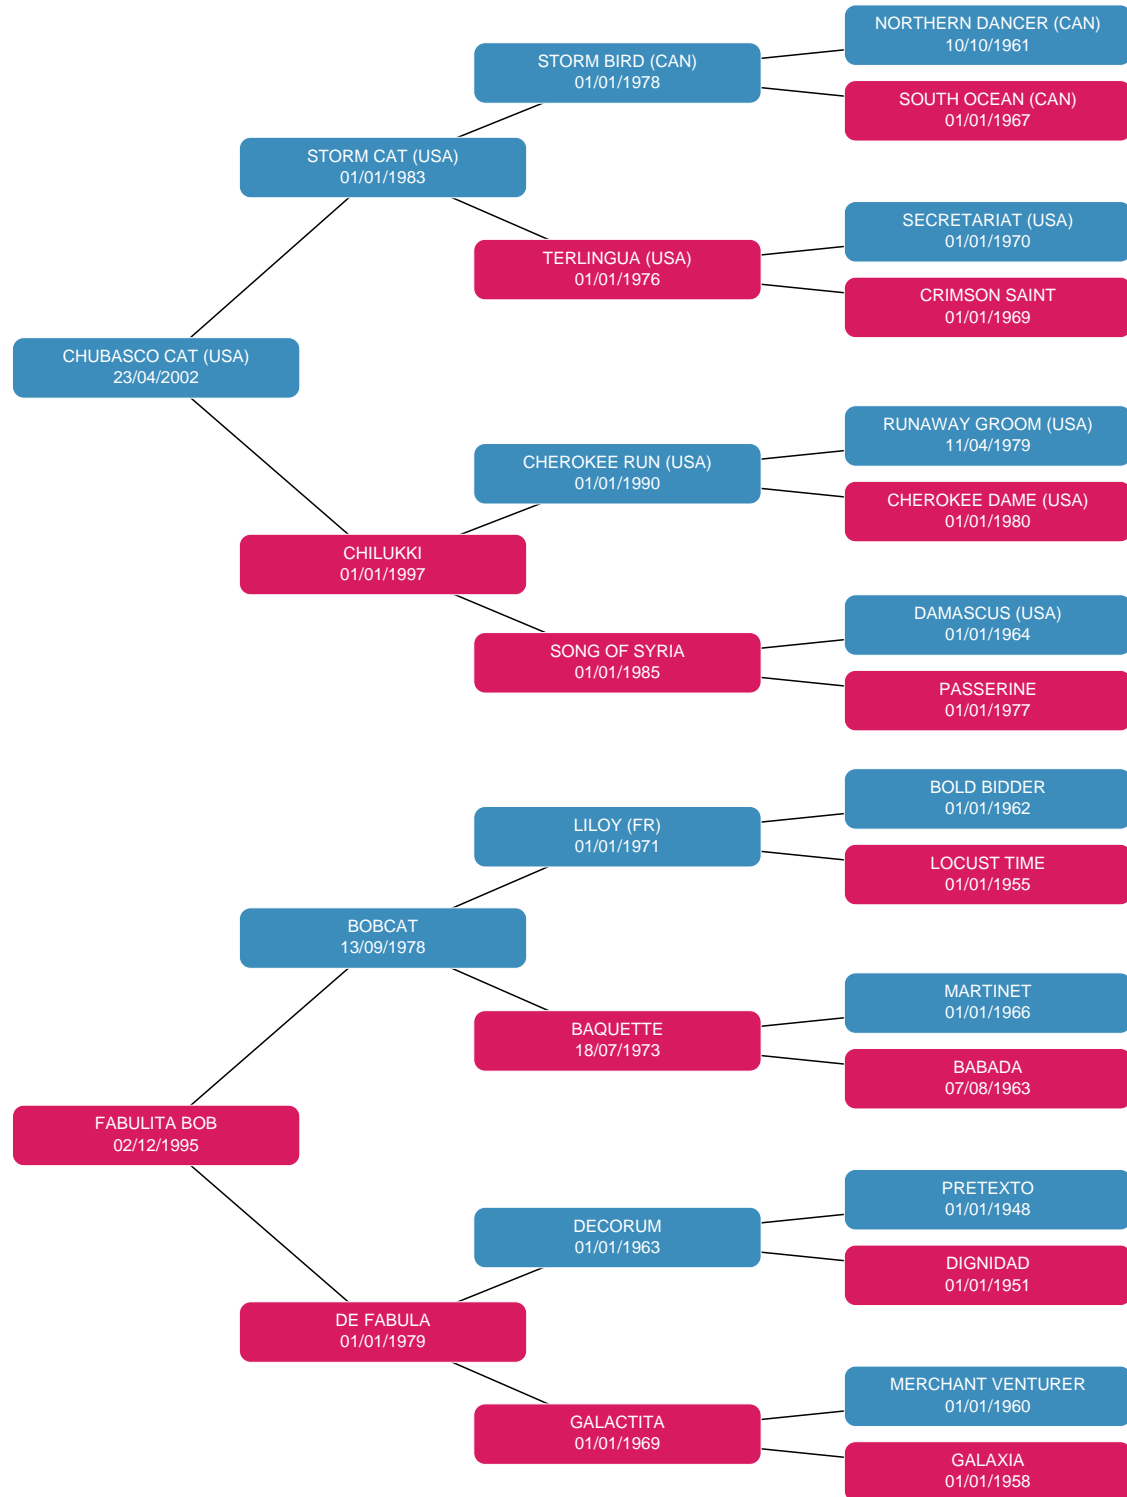 NORTHERN DANCER (CAN)
10/10/1961
STORM BIRD (CAN)
01/01/1978
SOUTH OCEAN (CAN)
01/01/1967
STORM CAT (USA)
01/01/1983
SECRETARIAT (USA)
01/01/1970
TERLINGUA (USA)
01/01/1976
CRIMSON SAINT
01/01/1969
CHUBASCO CAT (USA)
23/04/2002
RUNAWAY GROOM (USA)
11/04/1979
CHEROKEE RUN (USA)
01/01/1990
CHEROKEE DAME (USA)
01/01/1980
CHILUKKI
01/01/1997
DAMASCUS (USA)
01/01/1964
SONG OF SYRIA
01/01/1985
PASSERINE
01/01/1977
BOLD BIDDER
01/01/1962
LILOY (FR)
01/01/1971
LOCUST TIME
01/01/1955
BOBCAT
13/09/1978
MARTINET
01/01/1966
BAQUETTE
18/07/1973
BABADA
07/08/1963
FABULITA BOB
02/12/1995
PRETEXTO
01/01/1948
DECORUM
01/01/1963
DIGNIDAD
01/01/1951
DE FABULA
01/01/1979
MERCHANT VENTURER
01/01/1960
GALACTITA
01/01/1969
GALAXIA
01/01/1958